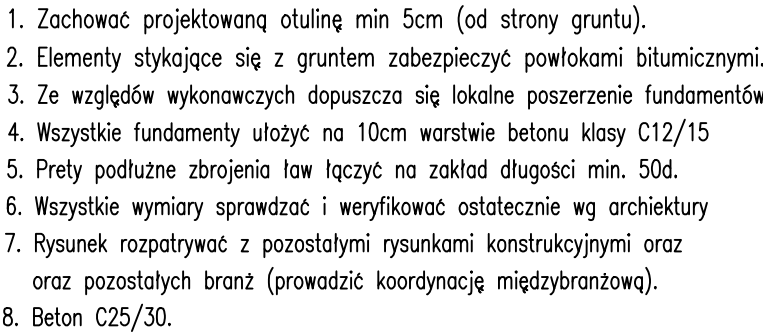 1. Zachować projektowaną otulinę min 5cm (od strony gruntu).
2. Elementy stykające się z gruntem zabezpieczyć powłokami bitumicznymi.
3. Ze względów wykonawczych dopuszcza się lokalne poszerzenie fundamentów
4. Wszystkie fundamenty ułożyć na 10cm warstwie betonu klasy C12/15
5. Prety podłużne zbrojenia ław łączyć na zakład długości min. 50d.
6. Wszystkie wymiary sprawdzać i weryfikować ostatecznie wg archiektury
7. Rysunek rozpatrywać z pozostałymi rysunkami konstrukcyjnymi oraz
oraz pozostałych branż (prowadzić koordynację międzybranżową).
8. Beton C25/30.